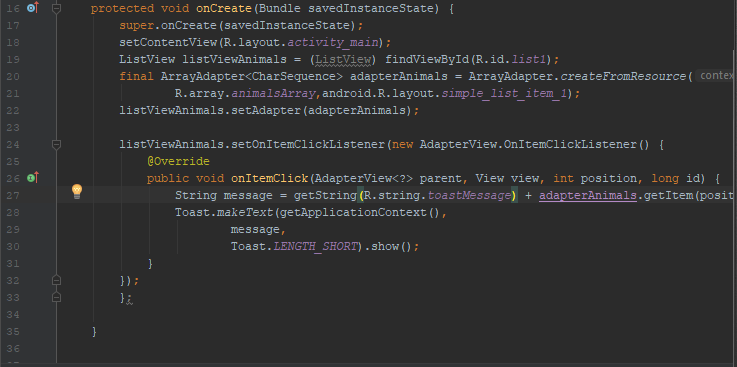 16 protected void onCreate(Bundle savedInstanceState) {
17 super.onCreate(savedInstanceState);
18 setContentView(R.layout.activity_main);
19 ListView listViewAnimals = (ListView) findViewById(R.id.list1);
20 final ArrayAdapter<CharSequence> adapterAnimals = ArrayAdapter.createFromResource( contex
21 R.array.animalsArray,android.R.layout.simple_list_item_1);
22 listViewAnimals.setAdapter(adapterAnimals);
23
24 listViewAnimals.setOnItemClickListener(new AdapterView.OnItemClickListener() {
25 @Override
26 public void onItemClick(AdapterView<?> parent, View view, int position, long id) {
27 String message = getString(R.string.toastMessage) + adapterAnimals.getItem(posit
28 Toast.makeText(getApplicationContext(),
29 message,
30 Toast.LENGTH_SHORT).show();
31 }
32 });
33 };
34
35 }
36